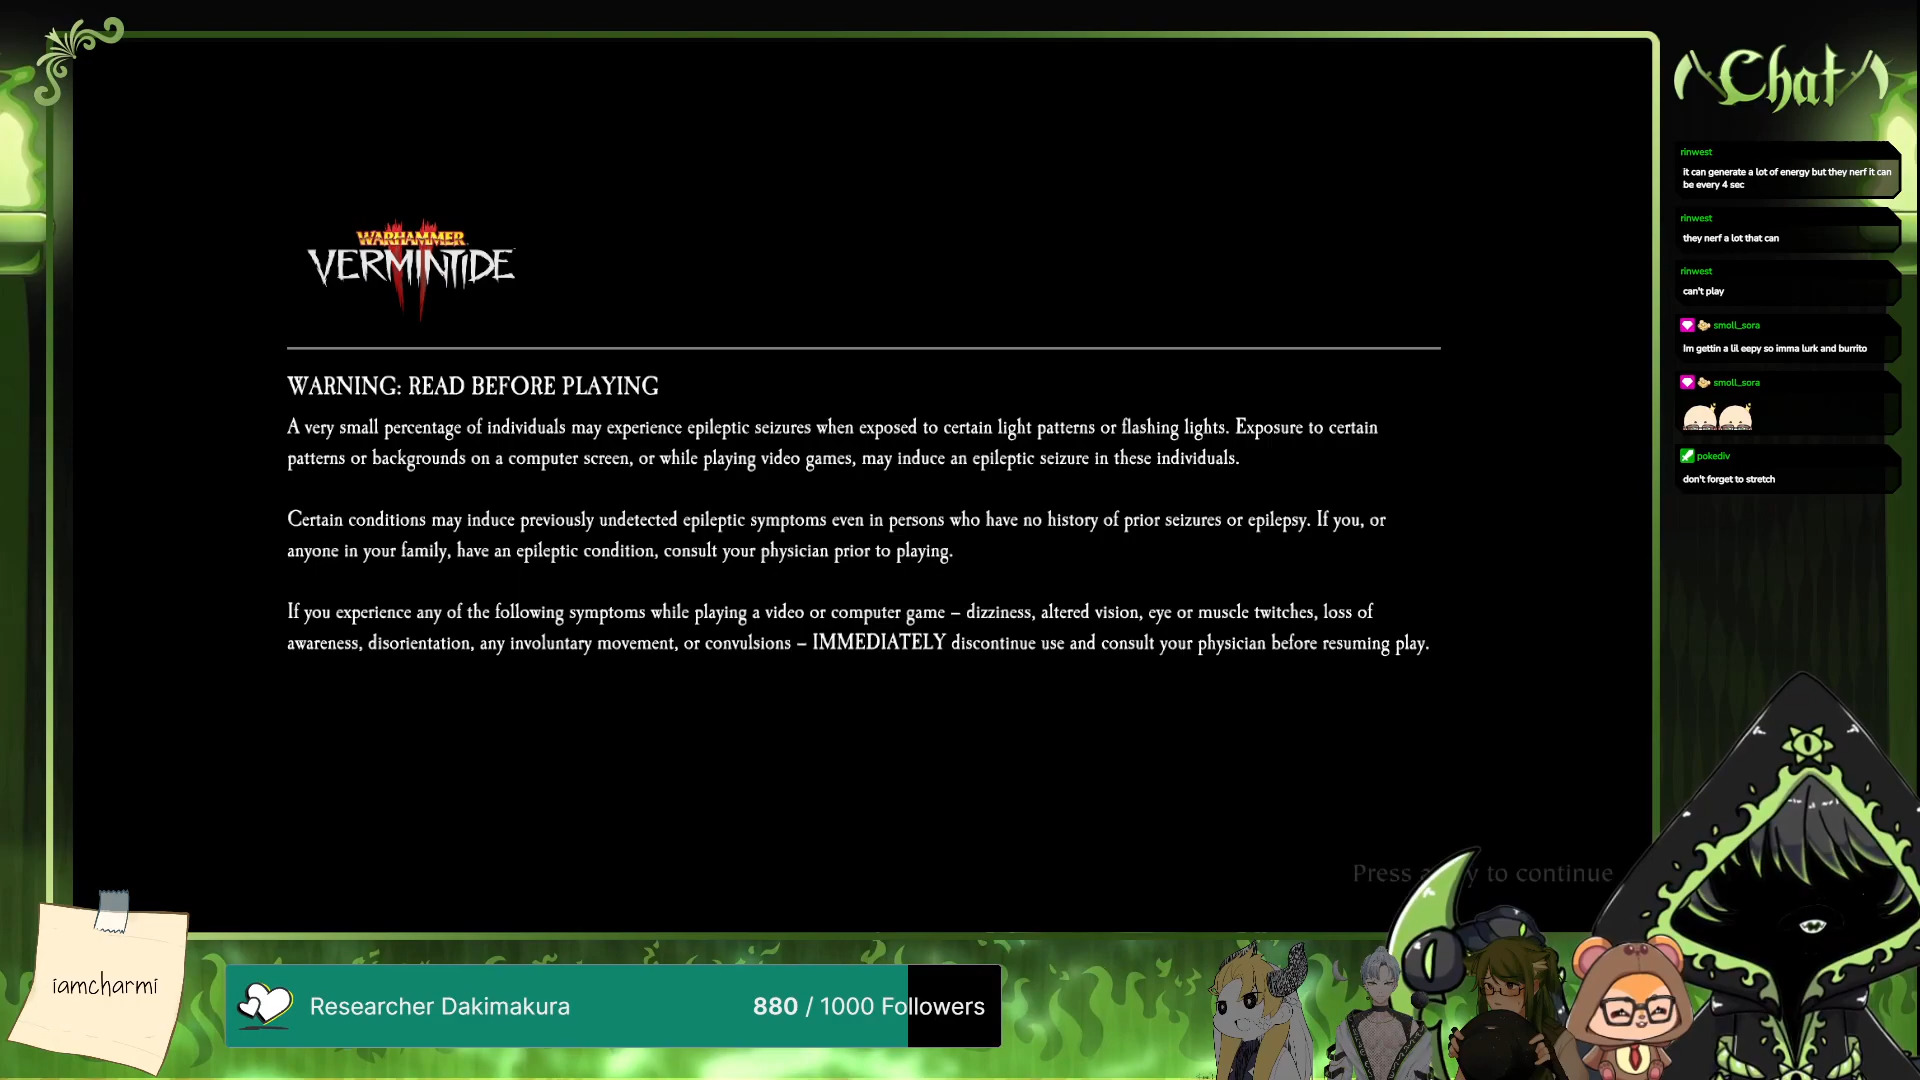 Chat
rinwest
it can generate a lot of energy but they nerf it can
be every 4 sec
rinwest
they nerf a lot that can
rinwest
can't play
smoll_sora
Im gettin a lil eepy so imma lurk and burrito
smoll_sora
pokediv
don't forget to stretch
WARHAMMER
VERMINTIDE
II
WARNING: READ BEFORE PLAYING
A very small percentage of individuals may experience epileptic seizures when exposed to certain light patterns or flashing lights. Exposure to certain
patterns or backgrounds on a computer screen, or while playing video games, may induce an epileptic seizure in these individuals.
Certain conditions may induce previously undetected epileptic symptoms even in persons who have no history of prior seizures or epilepsy. If you, or
anyone in your family, have an epileptic condition, consult your physician prior to playing.
If you experience any of the following symptoms while playing a video or computer game – dizziness, altered vision, eye or muscle twitches, loss of
awareness, disorientation, any involuntary movement, or convulsions – IMMEDIATELY discontinue use and consult your physician before resuming play.
Press to continue
iamcharmi
Researcher Dakimakura 880 / 1000 Followers